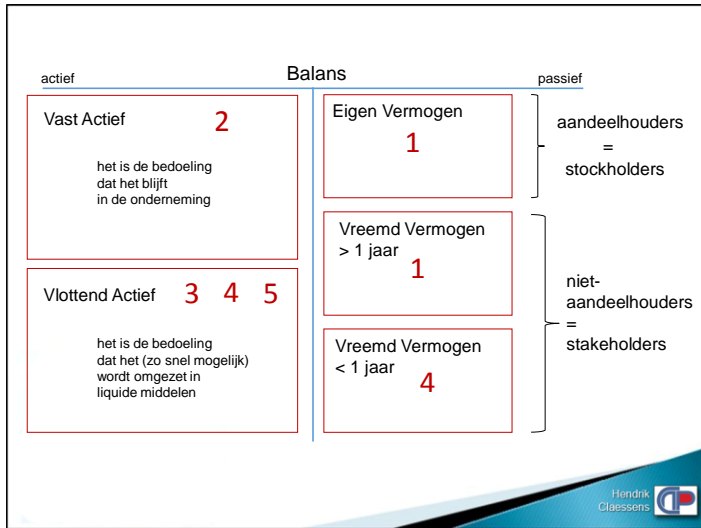 Balans
actief
passief
Vast Actief 2
het is de bedoeling
dat het blijft
in de onderneming
Vlottend Actief 3 4 5
het is de bedoeling
dat het (zo snel mogelijk)
wordt omgezet in
liquide middelen
Eigen Vermogen
1
Vreemd Vermogen
> 1 jaar
1
Vreemd Vermogen
< 1 jaar
4
aandeelhouders
=
stockholders
niet-
aandeelhouders
=
stakeholders
Hendrik
Claessens